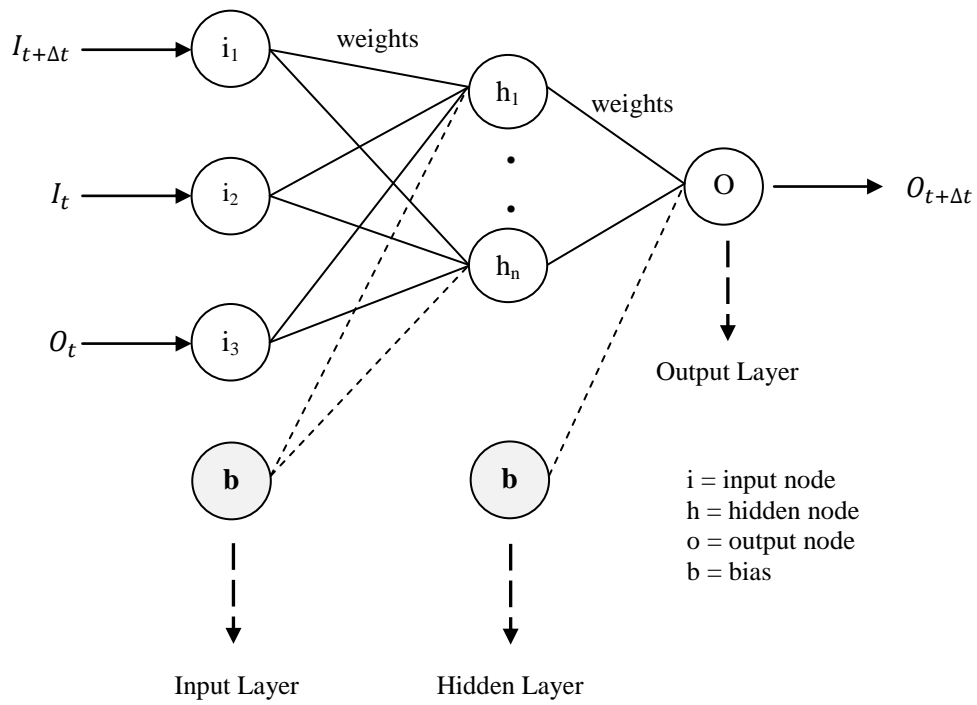 I_{t+Δt}
i₁
weights
h₁
weights
I_t
i₂
O
O_{t+Δt}
hₙ
O_t
i₃
Output Layer
b
b
i = input node
h = hidden node
o = output node
b = bias
Input Layer
Hidden Layer